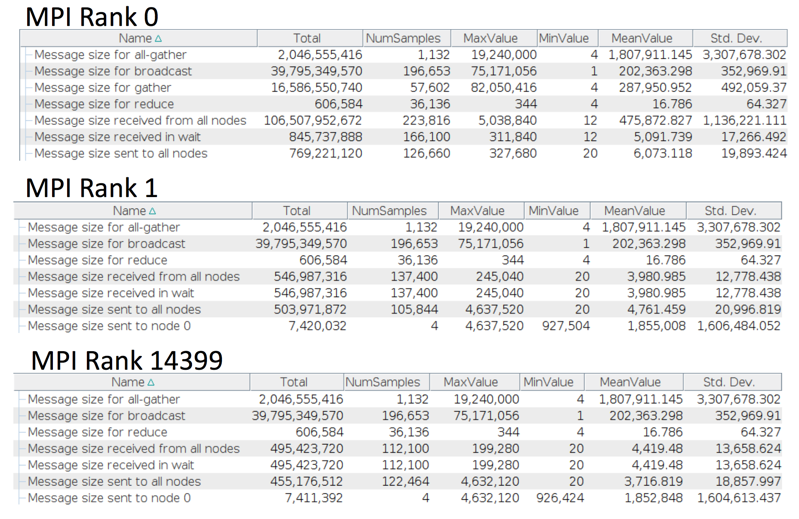 MPI Rank 0
Name Total NumSamples MaxValue MinValue MeanValue Std. Dev.
Message size for all-gather 2,046,555,416 1,132 19,240,000 4 1,807,911.145 3,307,678.302
Message size for broadcast 39,795,349,570 196,653 75,171,056 1 202,363.298 352,969.91
Message size for gather 16,586,550,740 57,602 82,050,416 4 287,950.952 492,059.37
Message size for reduce 606,584 36,136 344 4 16.786 64.327
Message size received from all nodes 106,507,952,672 223,816 5,038,840 12 475,872.827 1,136,221.111
Message size received in wait 845,737,888 166,100 311,840 12 5,091.739 17,266.492
Message size sent to all nodes 769,221,120 126,660 327,680 20 6,073.118 19,893.424
MPI Rank 1
Name Total NumSamples MaxValue MinValue MeanValue Std. Dev.
Message size for all-gather 2,046,555,416 1,132 19,240,000 4 1,807,911.145 3,307,678.302
Message size for broadcast 39,795,349,570 196,653 75,171,056 1 202,363.298 352,969.91
Message size for reduce 606,584 36,136 344 4 16.786 64.327
Message size received from all nodes 546,987,316 137,400 245,040 20 3,980.985 12,778.438
Message size received in wait 546,987,316 137,400 245,040 20 3,980.985 12,778.438
Message size sent to all nodes 503,971,872 105,844 4,637,520 20 4,761.459 20,996.819
Message size sent to node 0 7,420,032 4 4,637,520 927,504 1,855,008 1,606,484.052
MPI Rank 14399
Name Total NumSamples MaxValue MinValue MeanValue Std. Dev.
Message size for all-gather 2,046,555,416 1,132 19,240,000 4 1,807,911.145 3,307,678.302
Message size for broadcast 39,795,349,570 196,653 75,171,056 1 202,363.298 352,969.91
Message size for reduce 606,584 36,136 344 4 16.786 64.327
Message size received from all nodes 495,423,720 112,100 199,280 20 4,419.48 13,658.624
Message size received in wait 495,423,720 112,100 199,280 20 4,419.48 13,658.624
Message size sent to all nodes 455,176,512 122,464 4,632,120 20 3,716.819 18,857.997
Message size sent to node 0 7,411,392 4 4,632,120 926,424 1,852,848 1,604,613.437